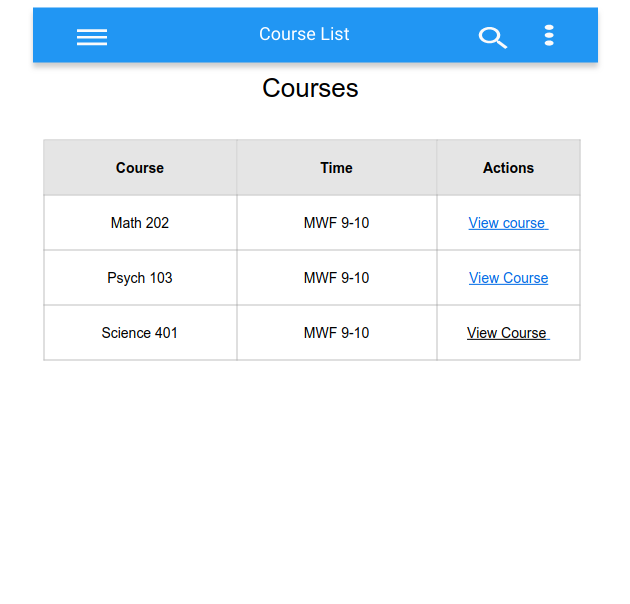 Course List
Courses
Course Time Actions
Math 202 MWF 9-10 View course
Psych 103 MWF 9-10 View Course
Science 401 MWF 9-10 View Course